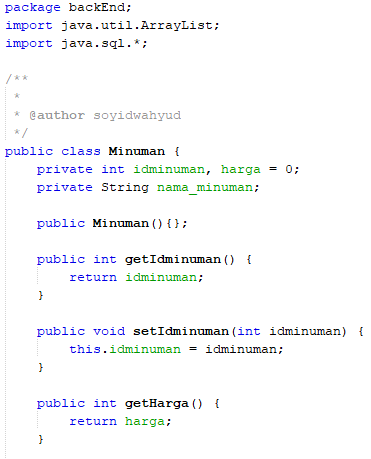 package backEnd;
import java.util.ArrayList;
import java.sql.*;
/**
 *
 * @author soyidwahyud
 */
public class Minuman {
    private int idminuman, harga = 0;
    private String nama_minuman;
    public Minuman(){};
    public int getIdminuman() {
        return idminuman;
    }
    public void setIdminuman(int idminuman) {
        this.idminuman = idminuman;
    }
    public int getHarga() {
        return harga;
    }